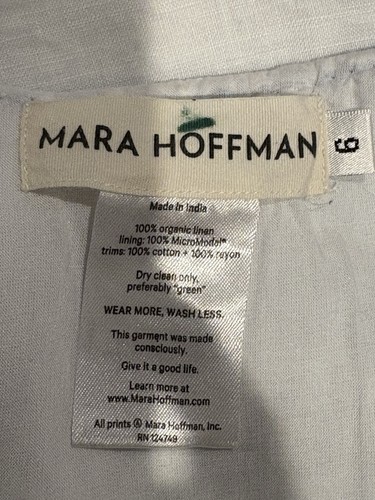 MARA HOFFMAN
6
Made in India
100% organic linen
lining: 100% MicroModal®
trims: 100% cotton + 100% rayon
Dry clean only,
preferably "green"
WEAR MORE, WASH LESS.
This garment was made
consciously.
Give it a good life.
Learn more at
www.MaraHoffman.com
All prints © Mara Hoffman, Inc.
RN 124749